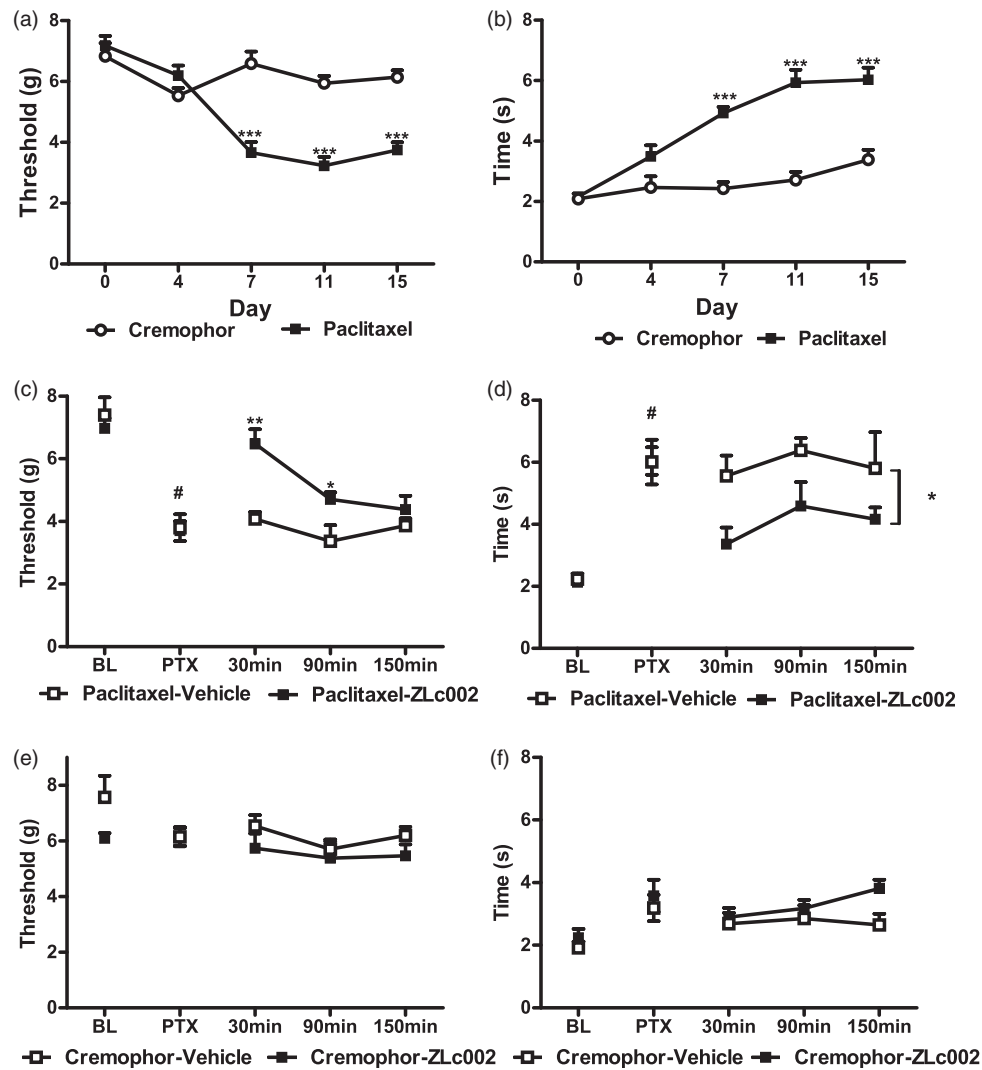 (a)
Threshold (g)
8
6
4
2
0
*** *** ***
0 4 7 11 15
Day
Cremophor Paclitaxel
(b)
Time (s)
8
6
4
2
0
*** *** ***
0 4 7 11 15
Day
Cremophor Paclitaxel
(c)
Threshold (g)
8
6
4
2
0
# ** *
BL PTX 30min 90min 150min
Paclitaxel-Vehicle Paclitaxel-ZLc002
(d)
Time (s)
8
6
4
2
0
# *
BL PTX 30min 90min 150min
Paclitaxel-Vehicle Paclitaxel-ZLc002
(e)
Threshold (g)
8
6
4
2
0
BL PTX 30min 90min 150min
Cremophor-Vehicle Cremophor-ZLc002
(f)
Time (s)
8
6
4
2
0
BL PTX 30min 90min 150min
Cremophor-Vehicle Cremophor-ZLc002